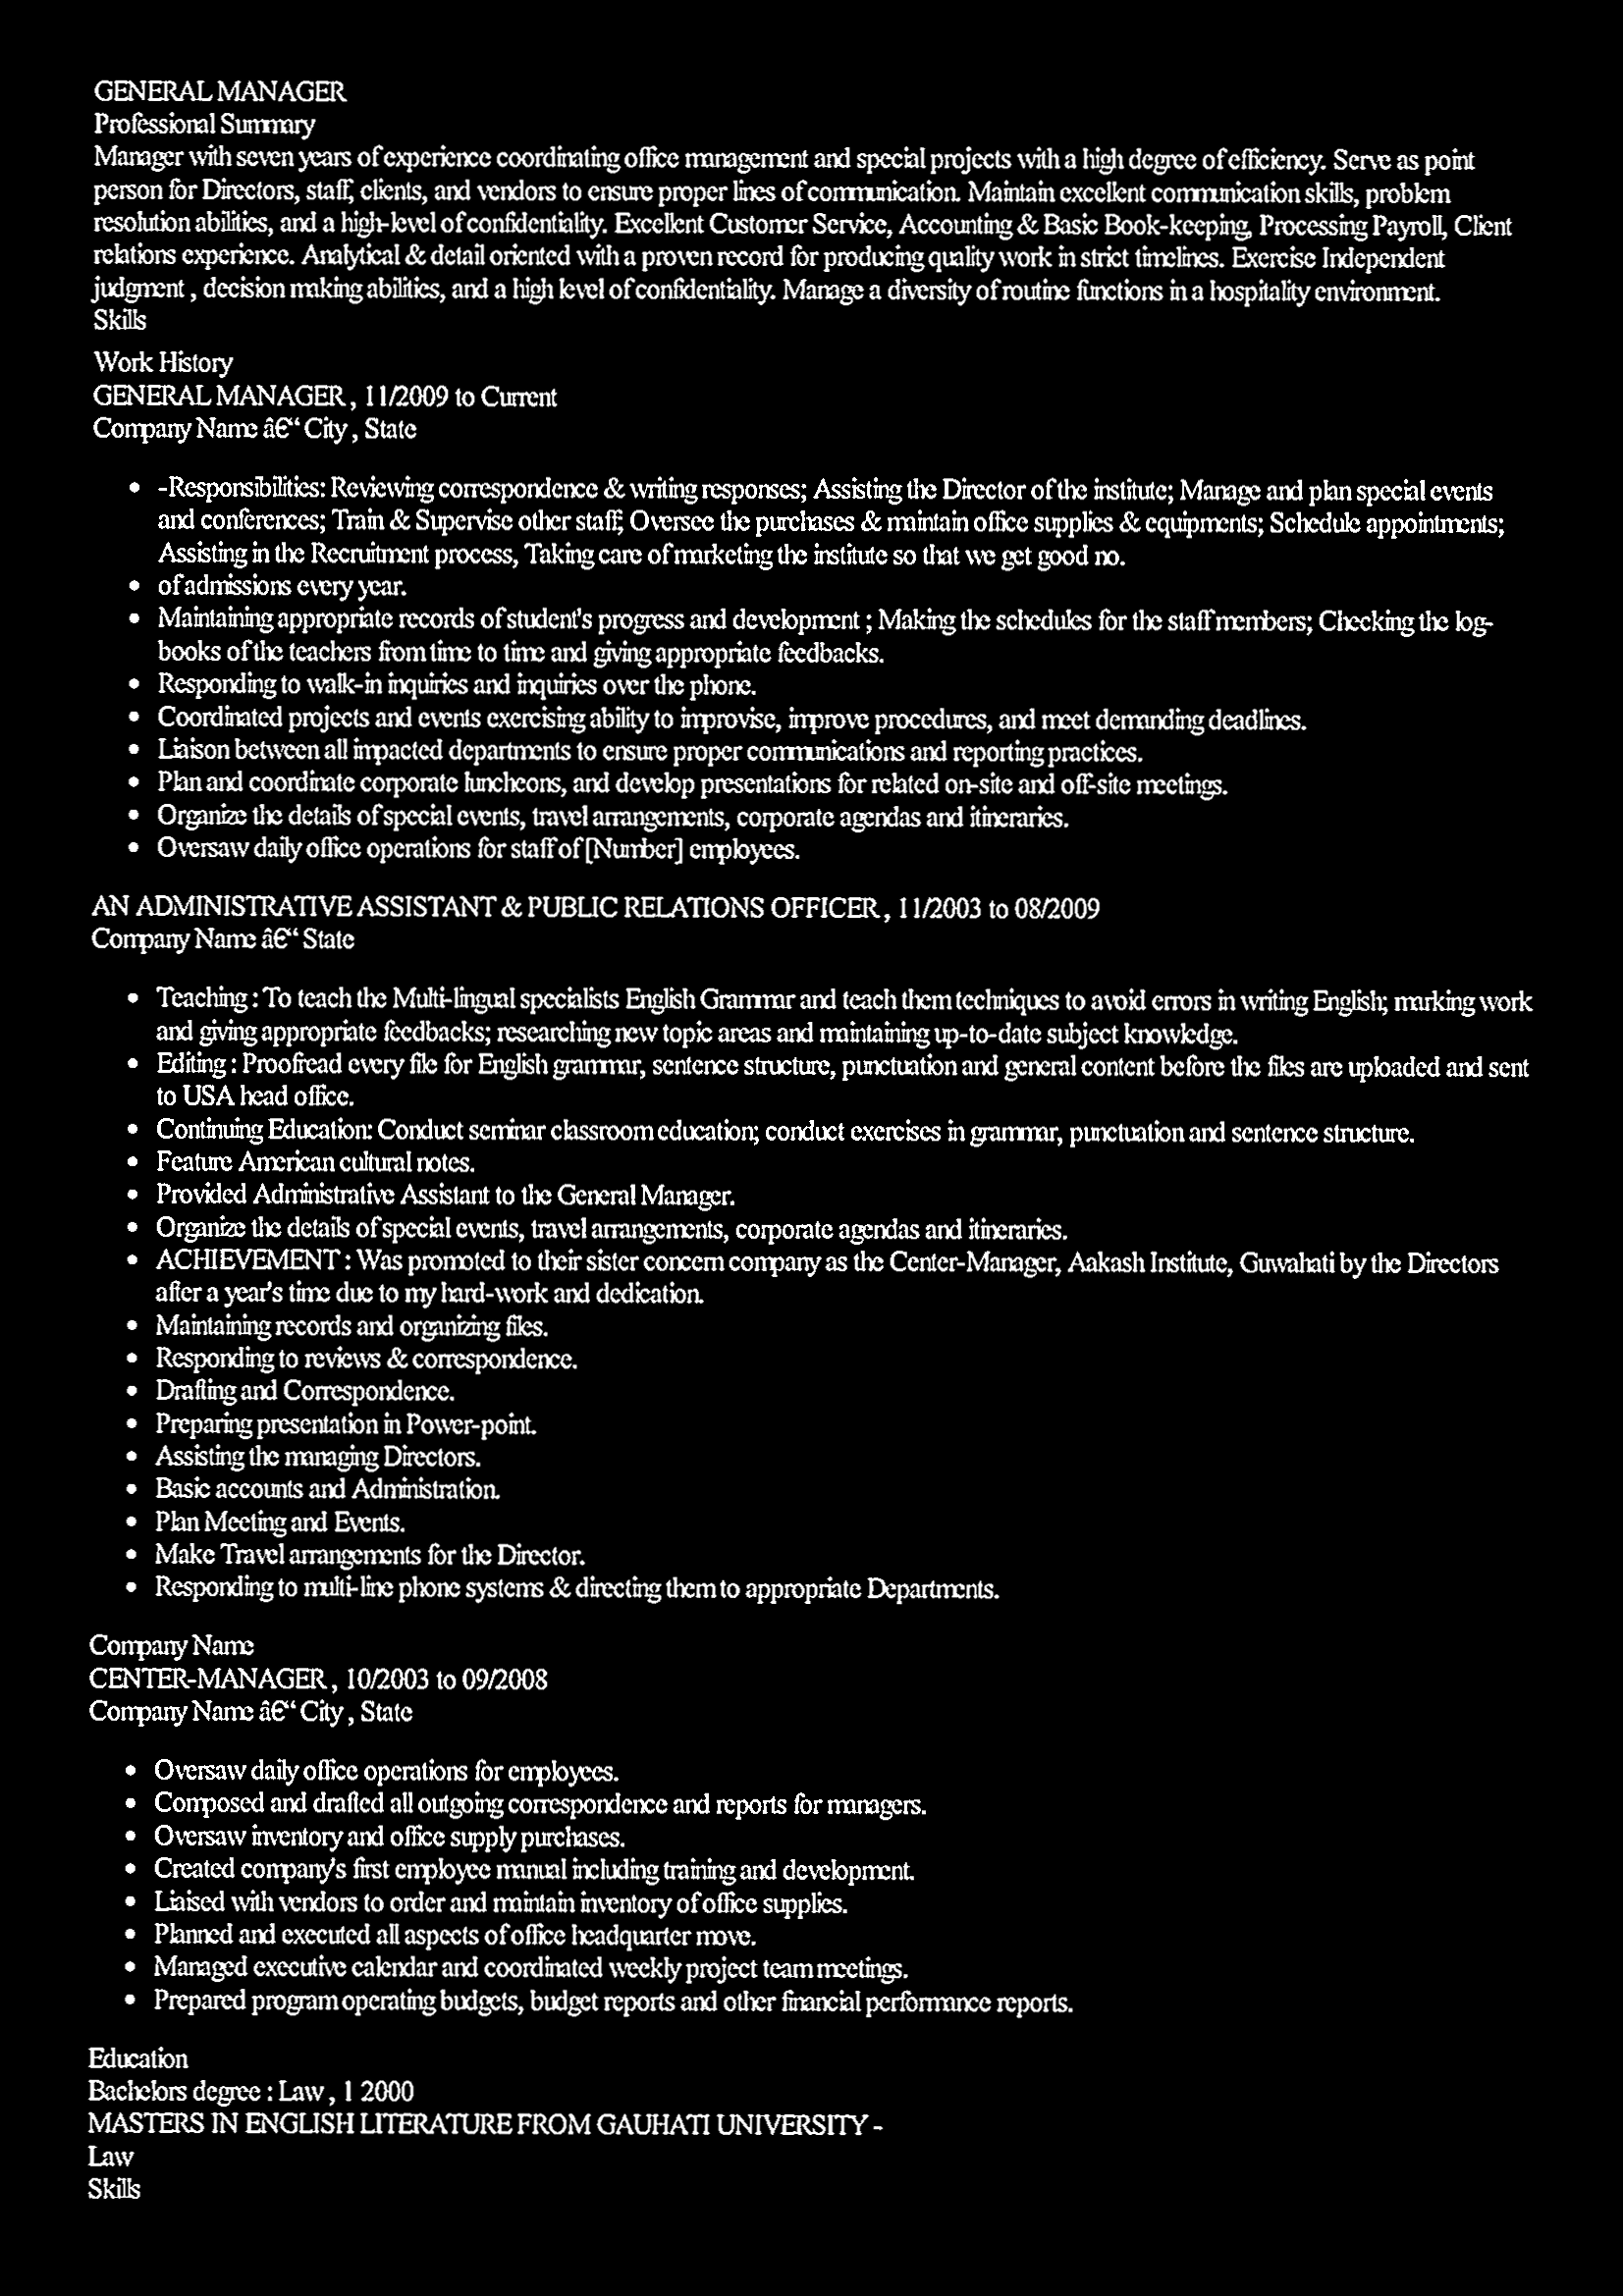 GENERAL MANAGER
Professional Summary
Manager with seven years of experience coordinating office management and special projects with a high degree of efficiency. Serve as point
person for Directors, staff, clients, and vendors to ensure proper lines of communication. Maintain excellent communication skills, problem
resolution abilities, and a high-level of confidentiality. Excellent Customer Service, Accounting & Basic Book-keeping, Processing Payroll, Client
relations experience. Analytical & detail oriented with a proven record for producing quality work in strict timelines. Exercise Independent
judgment , decision making abilities, and a high level of confidentiality. Manage a diversity of routine functions in a hospitality environment.
Skills
Work History
GENERAL MANAGER , 11/2009 to Current
Company Name â€“ City , State
• -Responsibilities: Reviewing correspondence & writing responses; Assisting the Director of the institute; Manage and plan special events
and conferences; Train & Supervise other staff; Oversee the purchases & maintain office supplies & equipments; Schedule appointments;
Assisting in the Recruitment process, Taking care of marketing the institute so that we get good no.
• of admissions every year.
• Maintaining appropriate records of student's progress and development ; Making the schedules for the staff members; Checking the log-
books of the teachers from time to time and giving appropriate feedbacks.
• Responding to walk-in inquiries and inquiries over the phone.
• Coordinated projects and events exercising ability to improvise, improve procedures, and meet demanding deadlines.
• Liaison between all impacted departments to ensure proper communications and reporting practices.
• Plan and coordinate corporate luncheons, and develop presentations for related on-site and off-site meetings.
• Organize the details of special events, travel arrangements, corporate agendas and itineraries.
• Oversaw daily office operations for staff of [Number] employees.
AN ADMINISTRATIVE ASSISTANT & PUBLIC RELATIONS OFFICER , 11/2003 to 08/2009
Company Name â€“ State
• Teaching : To teach the Multi-lingual specialists English Grammar and teach them techniques to avoid errors in writing English; marking work
and giving appropriate feedbacks; researching new topic areas and maintaining up-to-date subject knowledge.
• Editing : Proofread every file for English grammar, sentence structure, punctuation and general content before the files are uploaded and sent
to USA head office.
• Continuing Education: Conduct seminar classroom education; conduct exercises in grammar, punctuation and sentence structure.
• Feature American cultural notes.
• Provided Administrative Assistant to the General Manager.
• Organize the details of special events, travel arrangements, corporate agendas and itineraries.
• ACHIEVEMENT : Was promoted to their sister concern company as the Center-Manager, Aakash Institute, Guwahati by the Directors
after a year's time due to my hard-work and dedication.
• Maintaining records and organizing files.
• Responding to reviews & correspondence.
• Drafting and Correspondence.
• Preparing presentation in Power-point.
• Assisting the managing Directors.
• Basic accounts and Administration.
• Plan Meeting and Events.
• Make Travel arrangements for the Director.
• Responding to multi-line phone systems & directing them to appropriate Departments.
Company Name
CENTER-MANAGER , 10/2003 to 09/2008
Company Name â€“ City , State
• Oversaw daily office operations for employees.
• Composed and drafted all outgoing correspondence and reports for managers.
• Oversaw inventory and office supply purchases.
• Created company's first employee manual including training and development.
• Liaised with vendors to order and maintain inventory of office supplies.
• Planned and executed all aspects of office headquarter move.
• Managed executive calendar and coordinated weekly project team meetings.
• Prepared program operating budgets, budget reports and other financial performance reports.
Education
Bachelors degree : Law , 1 2000
MASTERS IN ENGLISH LITERATURE FROM GAUHATI UNIVERSITY -
Law
Skills